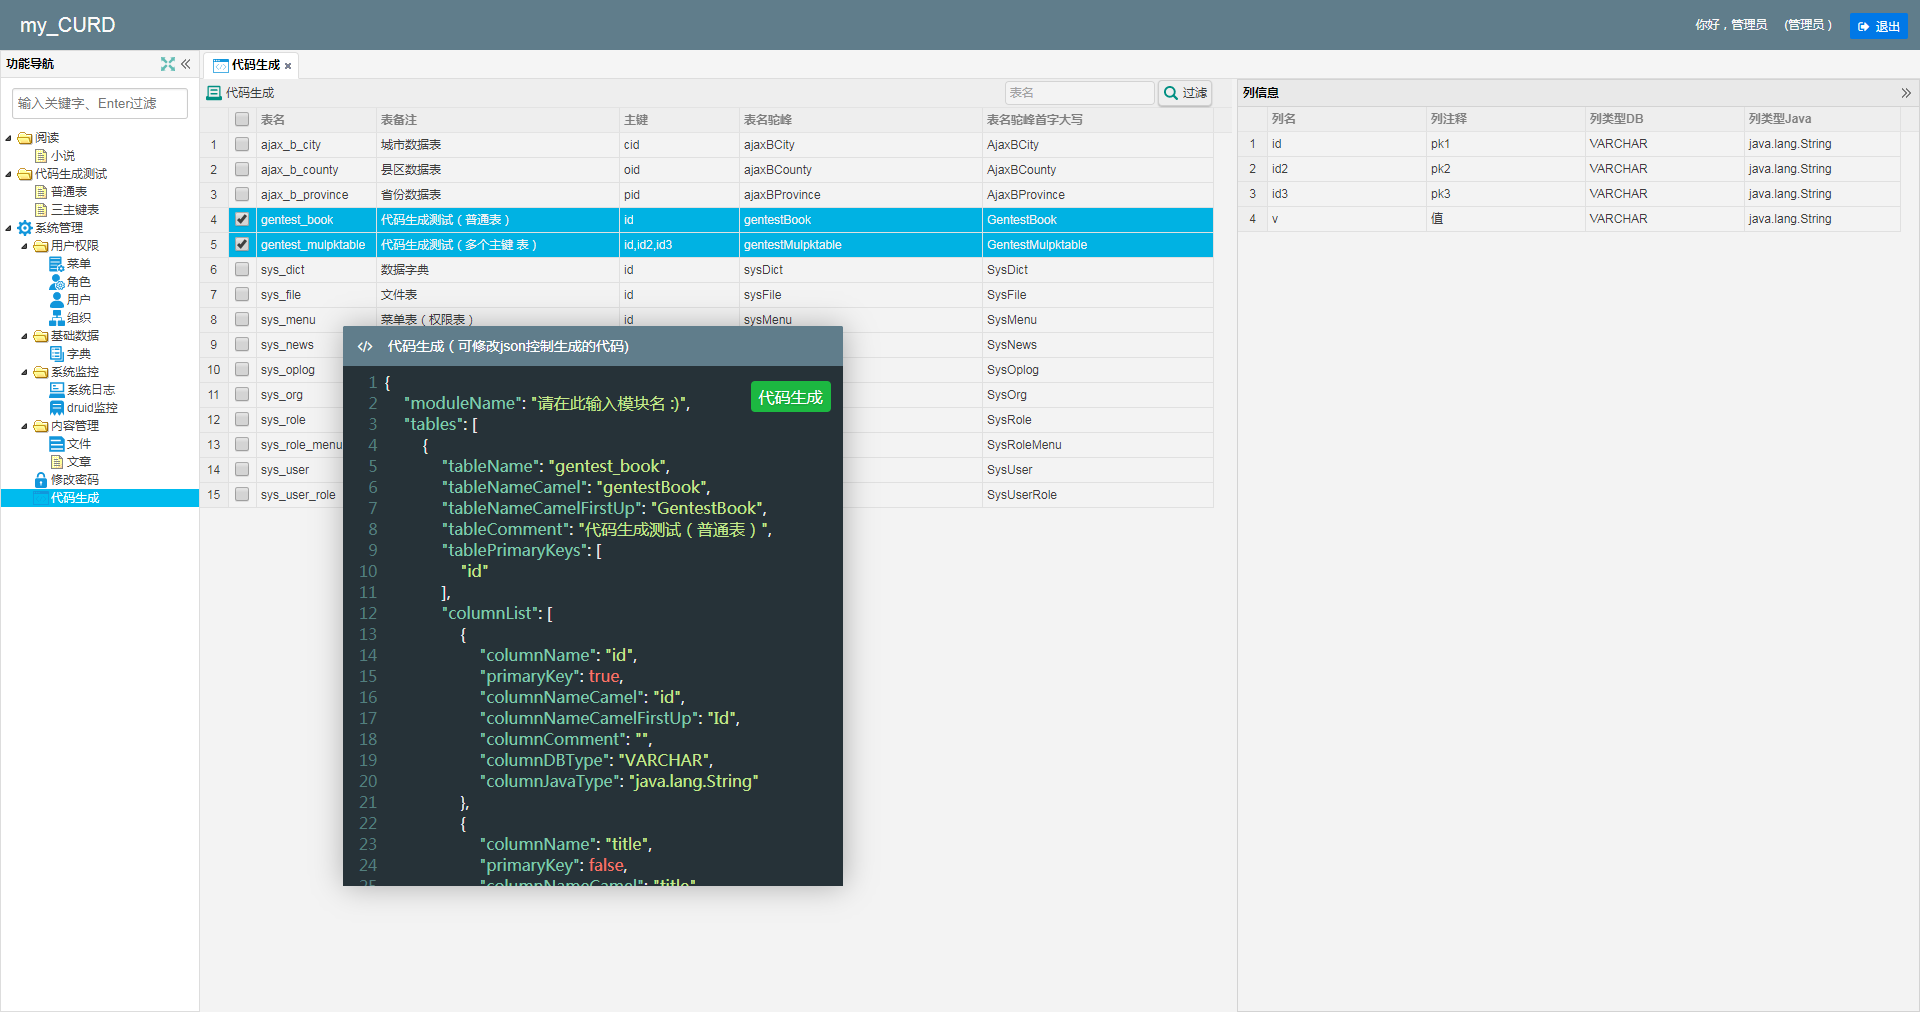 my_CURD
你好，管理员 （管理员）
退出
功能导航
代码生成
输入关键字、Enter过滤
阅读
小说
代码生成测试
普通表
三主键表
系统管理
用户权限
菜单
角色
用户
组织
基础数据
字典
系统监控
系统日志
druid监控
内容管理
文件
文章
修改密码
代码生成
代码生成
表名 过滤
表名 表备注 主键 表名驼峰 表名驼峰首字大写
1 ajax_b_city 城市数据表 cid ajaxBCity AjaxBCity
2 ajax_b_county 县区数据表 oid ajaxBCounty AjaxBCounty
3 ajax_b_province 省份数据表 pid ajaxBProvince AjaxBProvince
4 gentest_book 代码生成测试（普通表） id gentestBook GentestBook
5 gentest_mulpktable 代码生成测试（多个主键 表） id,id2,id3 gentestMulpktable GentestMulpktable
6 sys_dict 数据字典 id sysDict SysDict
7 sys_file 文件表 id sysFile SysFile
8 sys_menu 菜单表（权限表） id sysMenu SysMenu
9 sys_news SysNews
10 sys_oplog SysOplog
11 sys_org SysOrg
12 sys_role SysRole
13 sys_role_menu SysRoleMenu
14 sys_user SysUser
15 sys_user_role SysUserRole
</> 代码生成（可修改json控制生成的代码)
代码生成
1 {
2 "moduleName": "请在此输入模块名 :)",
3 "tables": [
4 {
5 "tableName": "gentest_book",
6 "tableNameCamel": "gentestBook",
7 "tableNameCamelFirstUp": "GentestBook",
8 "tableComment": "代码生成测试（普通表）",
9 "tablePrimaryKeys": [
10 "id"
11 ],
12 "columnList": [
13 {
14 "columnName": "id",
15 "primaryKey": true,
16 "columnNameCamel": "id",
17 "columnNameCamelFirstUp": "Id",
18 "columnComment": "",
19 "columnDBType": "VARCHAR",
20 "columnJavaType": "java.lang.String"
21 },
22 {
23 "columnName": "title",
24 "primaryKey": false,
25 "columnNameCamel": "title"
列信息
列名 列注释 列类型DB 列类型Java
1 id pk1 VARCHAR java.lang.String
2 id2 pk2 VARCHAR java.lang.String
3 id3 pk3 VARCHAR java.lang.String
4 v 值 VARCHAR java.lang.String